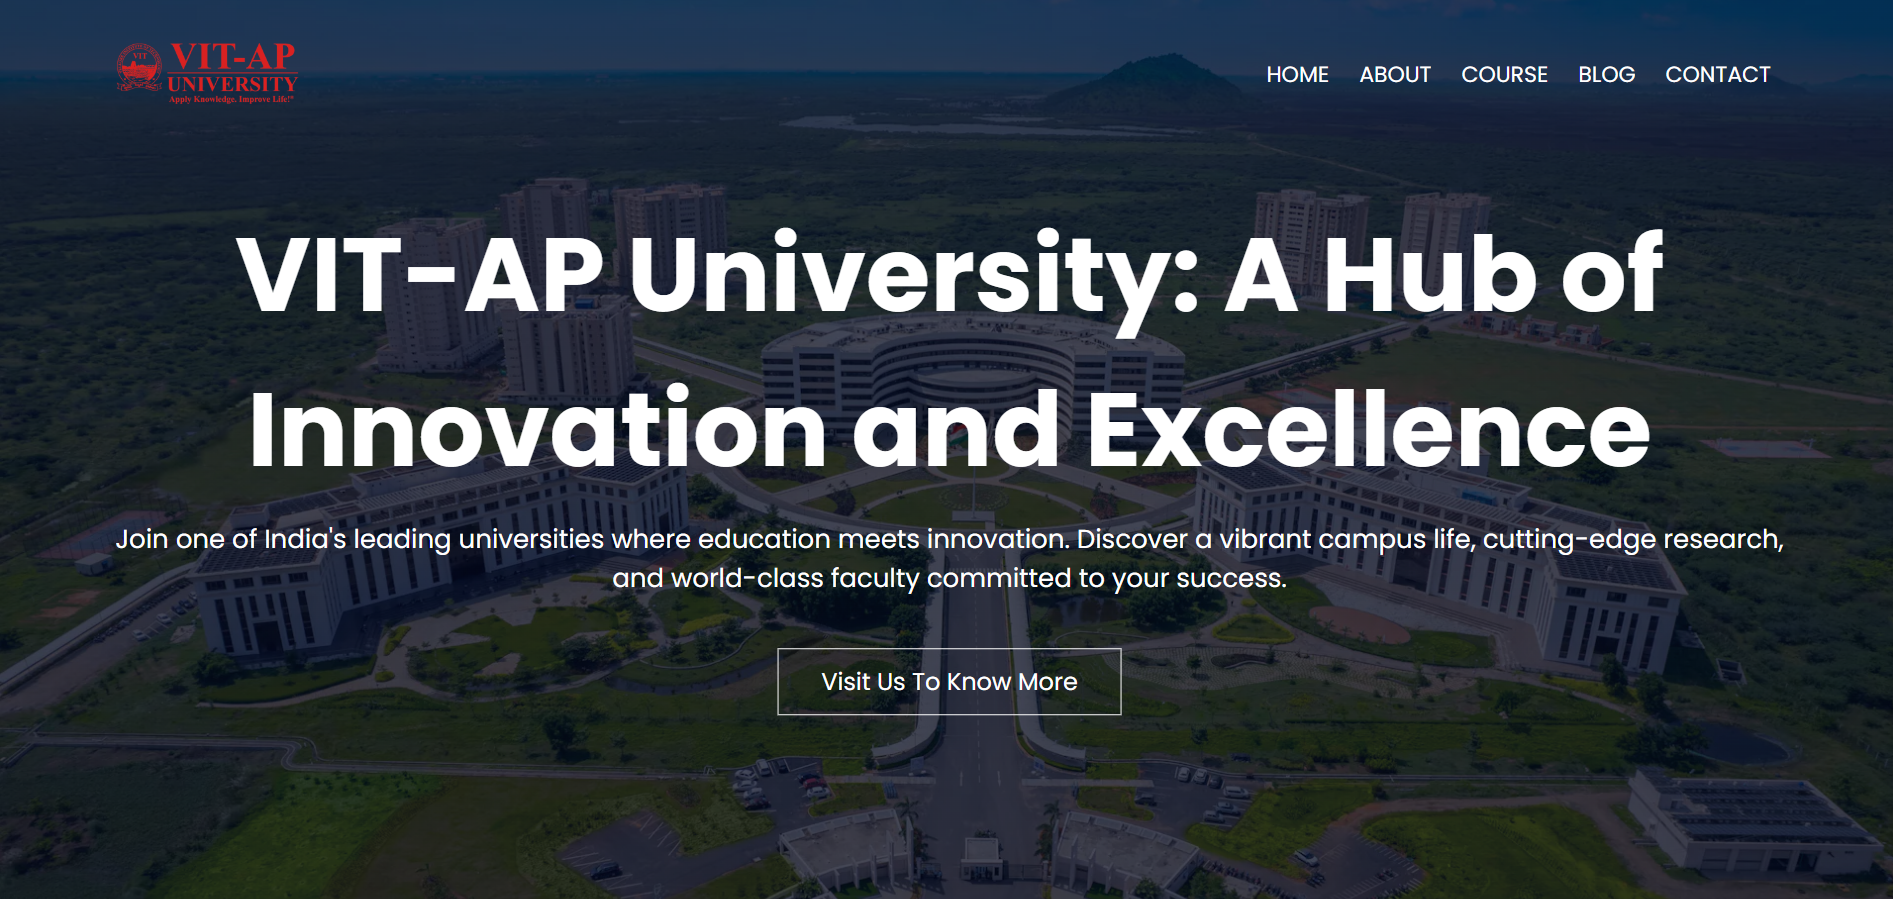 VIT
VIT-AP
UNIVERSITY
Apply Knowledge. Improve Life!®
HOME ABOUT COURSE BLOG CONTACT
VIT-AP University: A Hub of
Innovation and Excellence
Join one of India's leading universities where education meets innovation. Discover a vibrant campus life, cutting-edge research,
and world-class faculty committed to your success.
Visit Us To Know More